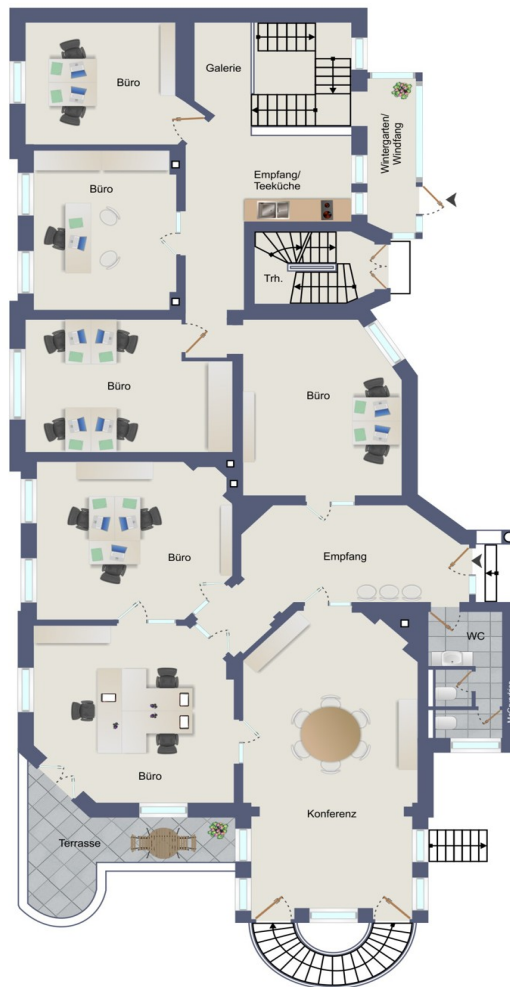 Büro
Galerie
Wintergarten/
Windfang
Empfang/
Teeküche
Büro
Trh.
Büro
Büro
Büro
Empfang
WC
Büro
Konferenz
Terrasse